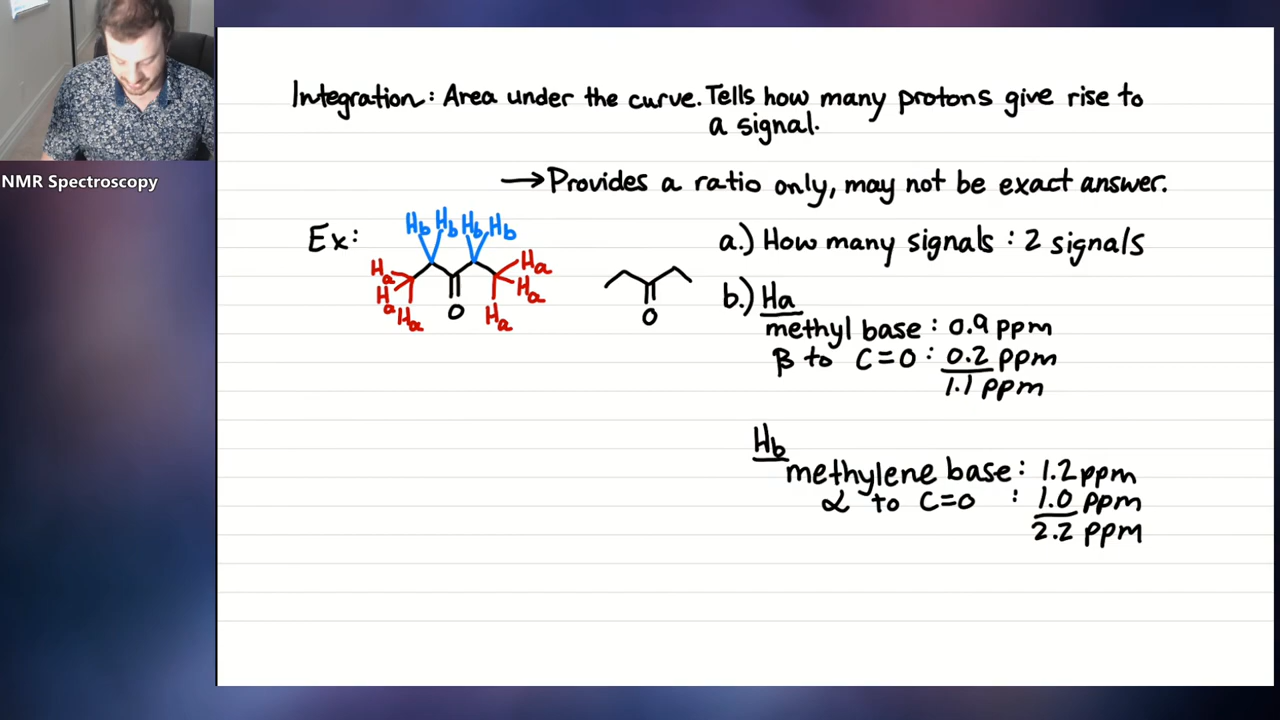 Integration: Area under the curve. Tells how many protons give rise to
a signal.
→ Provides a ratio only, may not be exact answer.
NMR Spectroscopy
Ex:
Hb Hb Hb Hb
Ha
Ha
Ha
Ha
Ha
Ha
O
O
a.) How many signals : 2 signals
b.) Ha
methyl base : 0.9 ppm
β to C=O : 0.2 ppm
1.1 ppm
Hb
methylene base : 1.2 ppm
α to C=O : 1.0 ppm
2.2 ppm